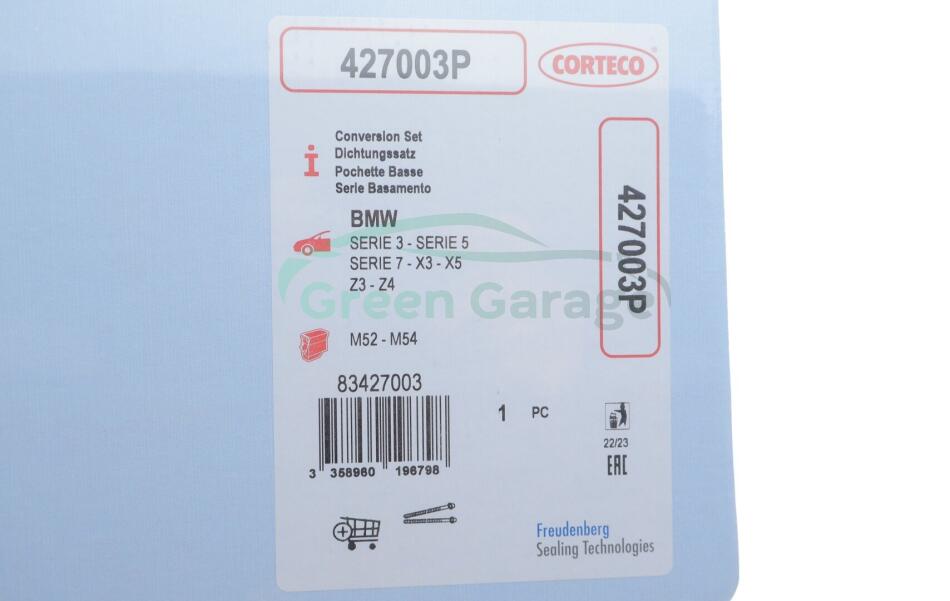 427003P
CORTECO
Conversion Set
Dichtungssatz
Pochette Basse
Serie Basamento
427003P
BMW
SERIE 3 - SERIE 5
SERIE 7 - X3 - X5
Z3 - Z4
Green Garage
M52 - M54
83427003
1 PC
3 358960 196798
22/23
EAC
Freudenberg
Sealing Technologies